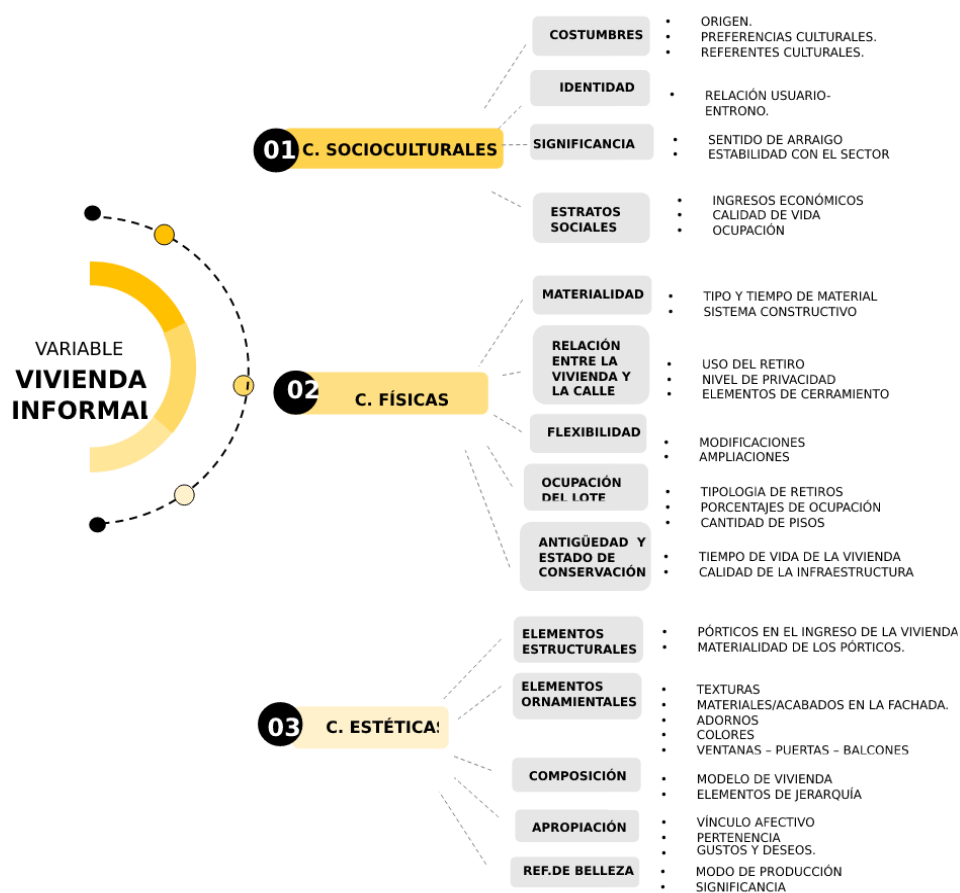 VARIABLE
VIVIENDA
INFORMAL
01 C. SOCIOCULTURALES
COSTUMBRES
• ORIGEN.
• PREFERENCIAS CULTURALES.
• REFERENTES CULTURALES.
IDENTIDAD
• RELACIÓN USUARIO-
ENTRONO.
SIGNIFICANCIA
• SENTIDO DE ARRAIGO
• ESTABILIDAD CON EL SECTOR
ESTRATOS
SOCIALES
• INGRESOS ECONÓMICOS
• CALIDAD DE VIDA
• OCUPACIÓN
02 C. FÍSICAS
MATERIALIDAD
• TIPO Y TIEMPO DE MATERIAL
• SISTEMA CONSTRUCTIVO
RELACIÓN
ENTRE LA
VIVIENDA Y
LA CALLE
• USO DEL RETIRO
• NIVEL DE PRIVACIDAD
• ELEMENTOS DE CERRAMIENTO
FLEXIBILIDAD
• MODIFICACIONES
• AMPLIACIONES
OCUPACIÓN
DEL LOTE
• TIPOLOGIA DE RETIROS
• PORCENTAJES DE OCUPACIÓN
• CANTIDAD DE PISOS
ANTIGÜEDAD Y
ESTADO DE
CONSERVACIÓN
• TIEMPO DE VIDA DE LA VIVIENDA
• CALIDAD DE LA INFRAESTRUCTURA
03 C. ESTÉTICAS
ELEMENTOS
ESTRUCTURALES
• PÓRTICOS EN EL INGRESO DE LA VIVIENDA
• MATERIALIDAD DE LOS PÓRTICOS.
ELEMENTOS
ORNAMIENTALES
• TEXTURAS
• MATERIALES/ACABADOS EN LA FACHADA.
• ADORNOS
• COLORES
• VENTANAS – PUERTAS – BALCONES
COMPOSICIÓN
• MODELO DE VIVIENDA
• ELEMENTOS DE JERARQUÍA
APROPIACIÓN
• VÍNCULO AFECTIVO
• PERTENENCIA
• GUSTOS Y DESEOS.
REF.DE BELLEZA
• MODO DE PRODUCCIÓN
• SIGNIFICANCIA